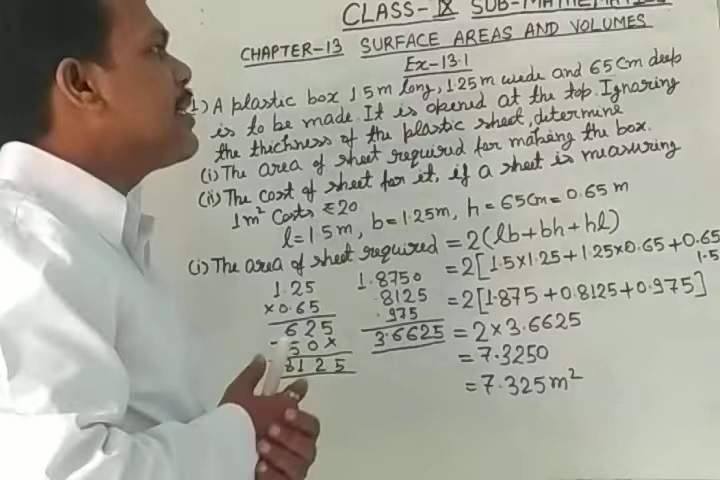 CLASS-IX SUB-MATHEMATICS
CHAPTER-13 SURFACE AREAS AND VOLUMES
Ex-13.1
1) A plastic box 1.5m long, 1.25m wide and 65cm deep
is to be made. It is opened at the top. Ignoring
the thickness of the plastic sheet, determine
(i) The area of sheet required for making the box.
(ii) The cost of sheet for it, if a sheet is measuring
1m² costs ₹20
l=1.5m, b=1.25m, h=65cm=0.65m
(i) The area of sheet required = 2(lb+bh+hl)
= 2[1.5×1.25+1.25×0.65+0.65
1.5
= 2[1.875+0.8125+0.975]
= 2×3.6625
= 7.3250
= 7.325m²
1.25
×0.65
625
50×
8125
1.8750
.8125
.975
3.6625